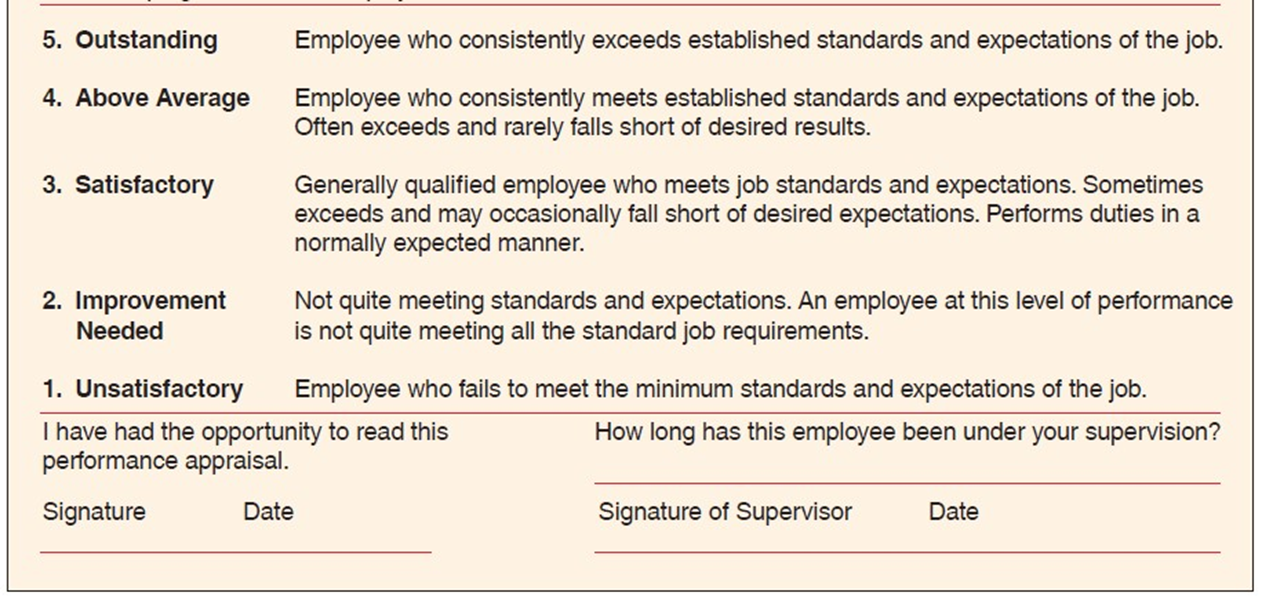 5. Outstanding Employee who consistently exceeds established standards and expectations of the job.
4. Above Average Employee who consistently meets established standards and expectations of the job.
Often exceeds and rarely falls short of desired results.
3. Satisfactory Generally qualified employee who meets job standards and expectations. Sometimes
exceeds and may occasionally fall short of desired expectations. Performs duties in a
normally expected manner.
2. Improvement Not quite meeting standards and expectations. An employee at this level of performance
Needed is not quite meeting all the standard job requirements.
1. Unsatisfactory Employee who fails to meet the minimum standards and expectations of the job.
I have had the opportunity to read this
performance appraisal.
Signature Date
How long has this employee been under your supervision?
Signature of Supervisor Date